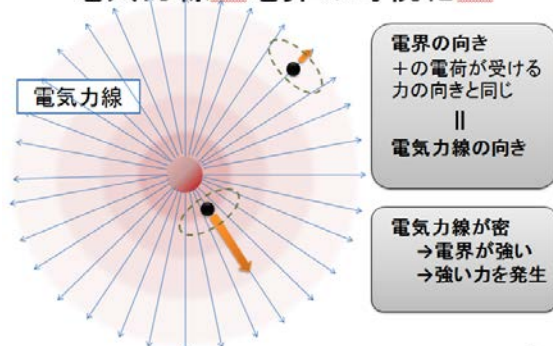 電気力線
電界の向き
+の電荷が受ける
力の向きと同じ
||
電気力線の向き
電気力線が密
→電界が強い
→強い力を発生